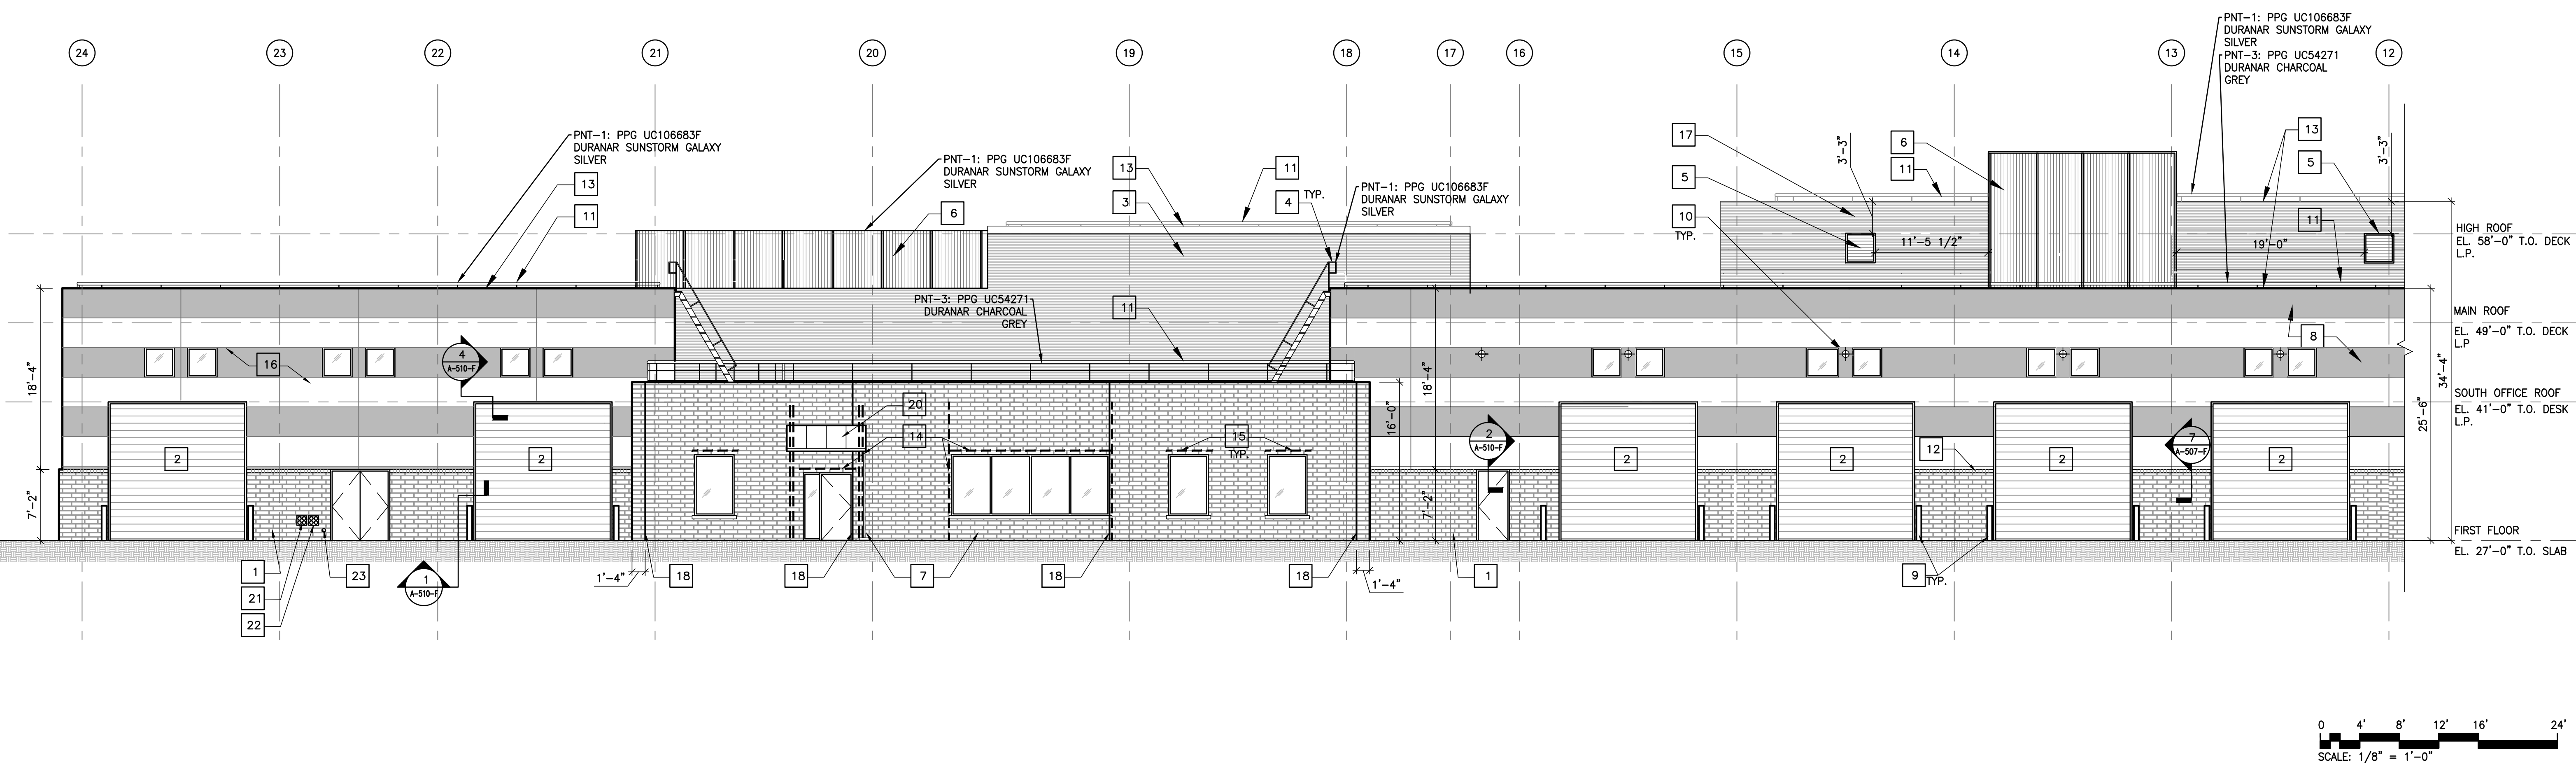 24
23
22
21
20
19
18
17
16
15
14
13
12
PNT-1: PPG UC106683F
DURANAR SUNSTORM GALAXY
SILVER
PNT-3: PPG UC54271
DURANAR CHARCOAL
GREY
PNT-1: PPG UC106683F
DURANAR SUNSTORM GALAXY
SILVER
13
11
PNT-1: PPG UC106683F
DURANAR SUNSTORM GALAXY
SILVER
6
13
3
11
4
TYP.
PNT-1: PPG UC106683F
DURANAR SUNSTORM GALAXY
SILVER
17
5
10
TYP.
3'-3"
6
11
13
5
3'-3"
11
11'-5 1/2"
19'-0"
HIGH ROOF
EL. 58'-0" T.O. DECK
L.P.
PNT-3: PPG UC54271
DURANAR CHARCOAL
GREY
11
MAIN ROOF
EL. 49'-0" T.O. DECK
L.P
8
16
4
A-510-F
18'-4"
18'-4"
34'-4"
SOUTH OFFICE ROOF
EL. 41'-0" T.O. DESK
L.P.
25'-6"
16'-0"
20
14
15
TYP.
2
A-510-F
7
A-507-F
12
2
2
2
2
2
2
7'-2"
7'-2"
FIRST FLOOR
EL. 27'-0" T.O. SLAB
1
21
22
23
1
A-510-F
1'-4"
18
18
7
18
18
1'-4"
1
9
TYP.
0 4' 8' 12' 16' 24'
SCALE: 1/8" = 1'-0"